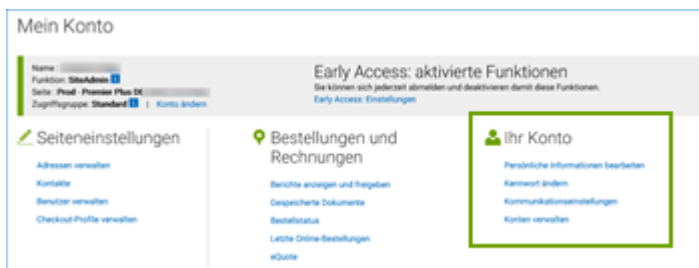 Mein Konto
Name :
Funktion: SiteAdmin
Seite : Prod - Premier Plus DI
Zugriffsgruppe: Standard | Konto ändern
Early Access: aktivierte Funktionen
Sie können sich jederzeit abmelden und deaktivieren damit diese Funktionen.
Early Access: Einstellungen
Seiteneinstellungen
Adressen verwalten
Kontakte
Benutzer verwalten
Checkout-Profile verwalten
Bestellungen und
Rechnungen
Berichte anzeigen und freigeben
Gespeicherte Dokumente
Bestellstatus
Letzte Online-Bestellungen
eQuote
Ihr Konto
Persönliche Informationen bearbeiten
Kennwort ändern
Kommunikationseinstellungen
Konten verwalten